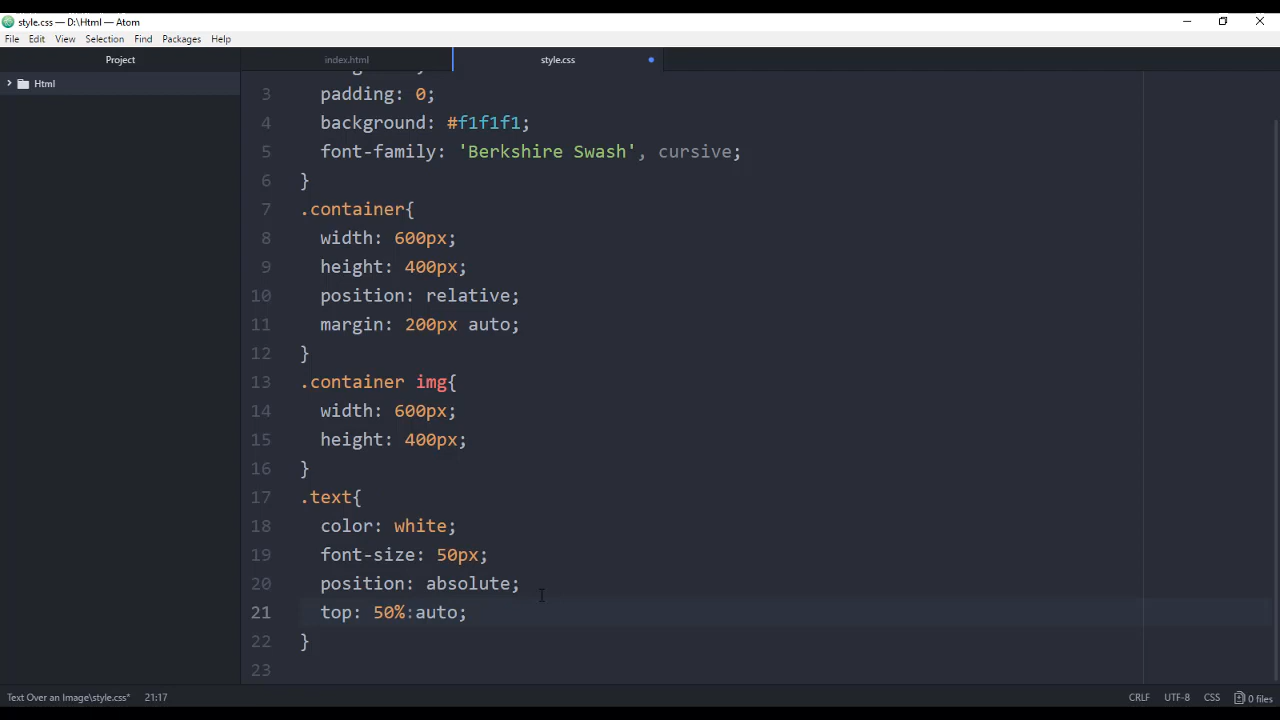 style.css — D:\Html — Atom
File Edit View Selection Find Packages Help
Project
index.html
style.css
Html
3 padding: 0;
4 background: #f1f1f1;
5 font-family: 'Berkshire Swash', cursive;
6 }
7 .container{
8 width: 600px;
9 height: 400px;
10 position: relative;
11 margin: 200px auto;
12 }
13 .container img{
14 width: 600px;
15 height: 400px;
16 }
17 .text{
18 color: white;
19 font-size: 50px;
20 position: absolute;
21 top: 50%:auto;
22 }
23
Text Over an Image\style.css* 21:17 CRLF UTF-8 CSS 0 files